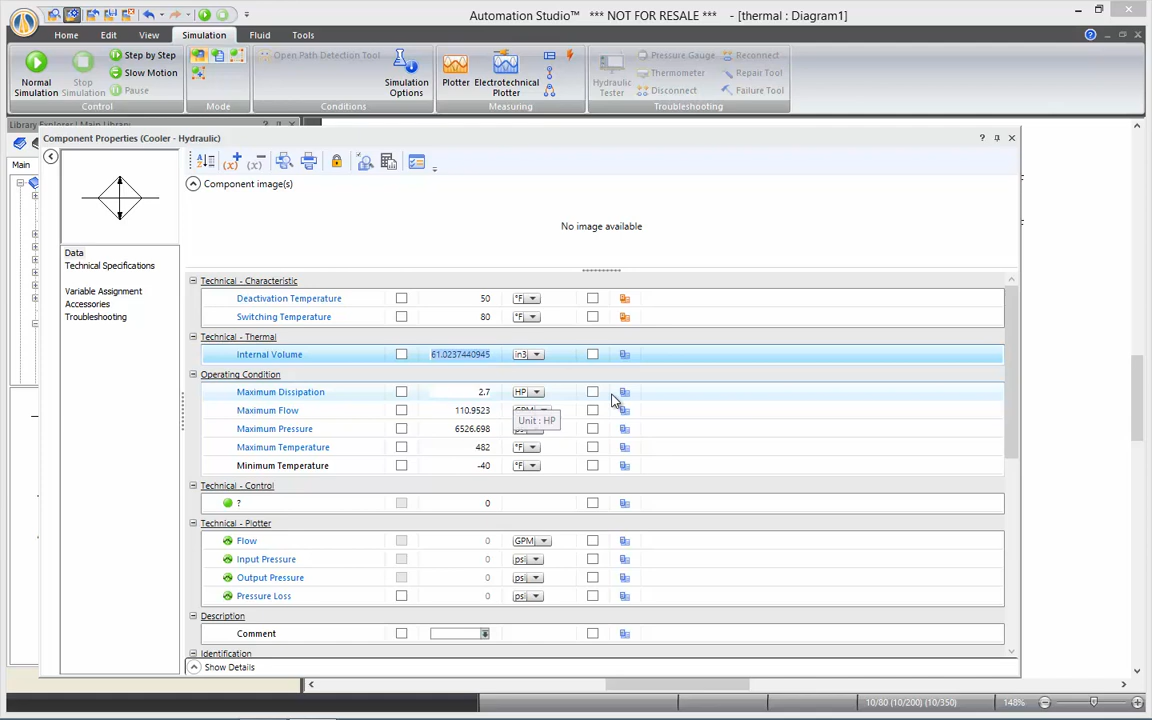 Automation Studio™ *** NOT FOR RESALE *** - [thermal : Diagram1]
Home Edit View Simulation Fluid Tools
Normal Simulation
Stop Simulation
Step by Step
Slow Motion
Pause
Control
Mode
Open Path Detection Tool
Simulation Options
Conditions
Plotter
Electrotechnical Plotter
Measuring
Hydraulic Tester
Pressure Gauge
Thermometer
Disconnect
Reconnect
Repair Tool
Failure Tool
Troubleshooting
Library Explorer [ Main Library
Main
Component Properties (Cooler - Hydraulic)
Component image(s)
No image available
Data
Technical Specifications
Variable Assignment
Accessories
Troubleshooting
Technical - Characteristic
Deactivation Temperature 50 °F
Switching Temperature 80 °F
Technical - Thermal
Internal Volume 61.0237440945 in3
Operating Condition
Maximum Dissipation 2.7 HP
Maximum Flow 110.9523 GPM
Maximum Pressure 6526.698
Unit : HP
Maximum Temperature 482 °F
Minimum Temperature -40 °F
Technical - Control
? 0
Technical - Plotter
Flow 0 GPM
Input Pressure 0 psi
Output Pressure 0 psi
Pressure Loss 0 psi
Description
Comment
Identification
Show Details
10/80 (10/200) (10/350) 148%